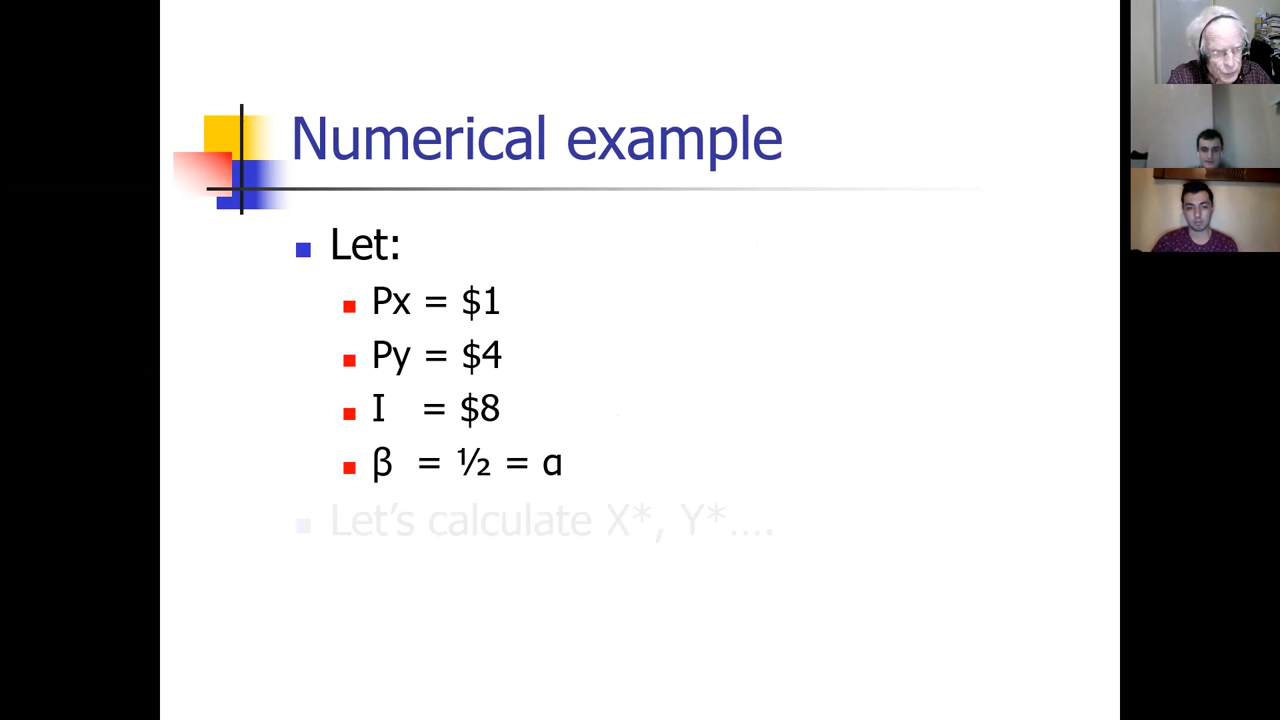 Numerical example
Let:
Px = $1
Py = $4
I = $8
β = ½ = α
Let's calculate X*, Y*....